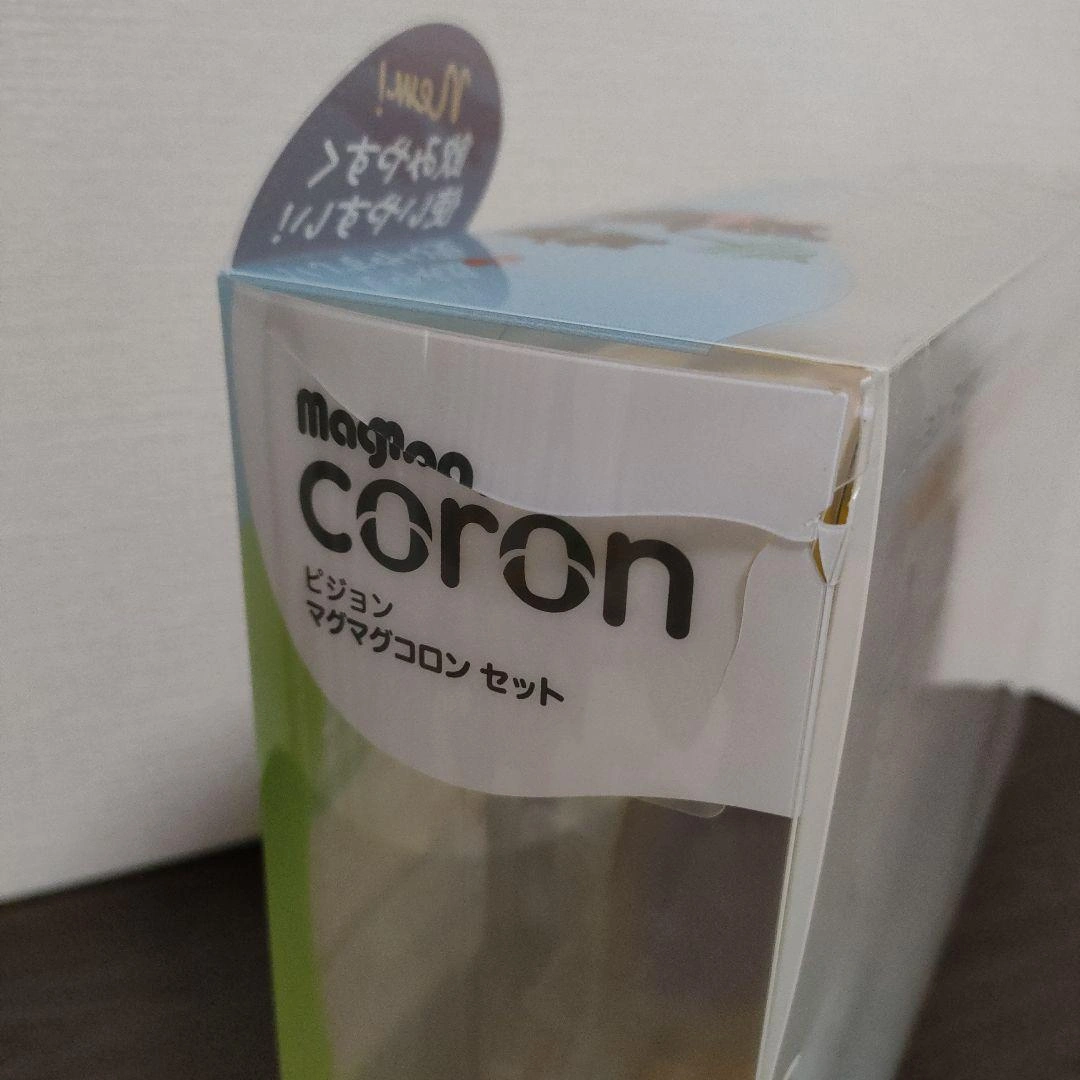 New!
飲みやすく
使いやすい!
magmag
coron
ピジョン
マグマグコロン セット